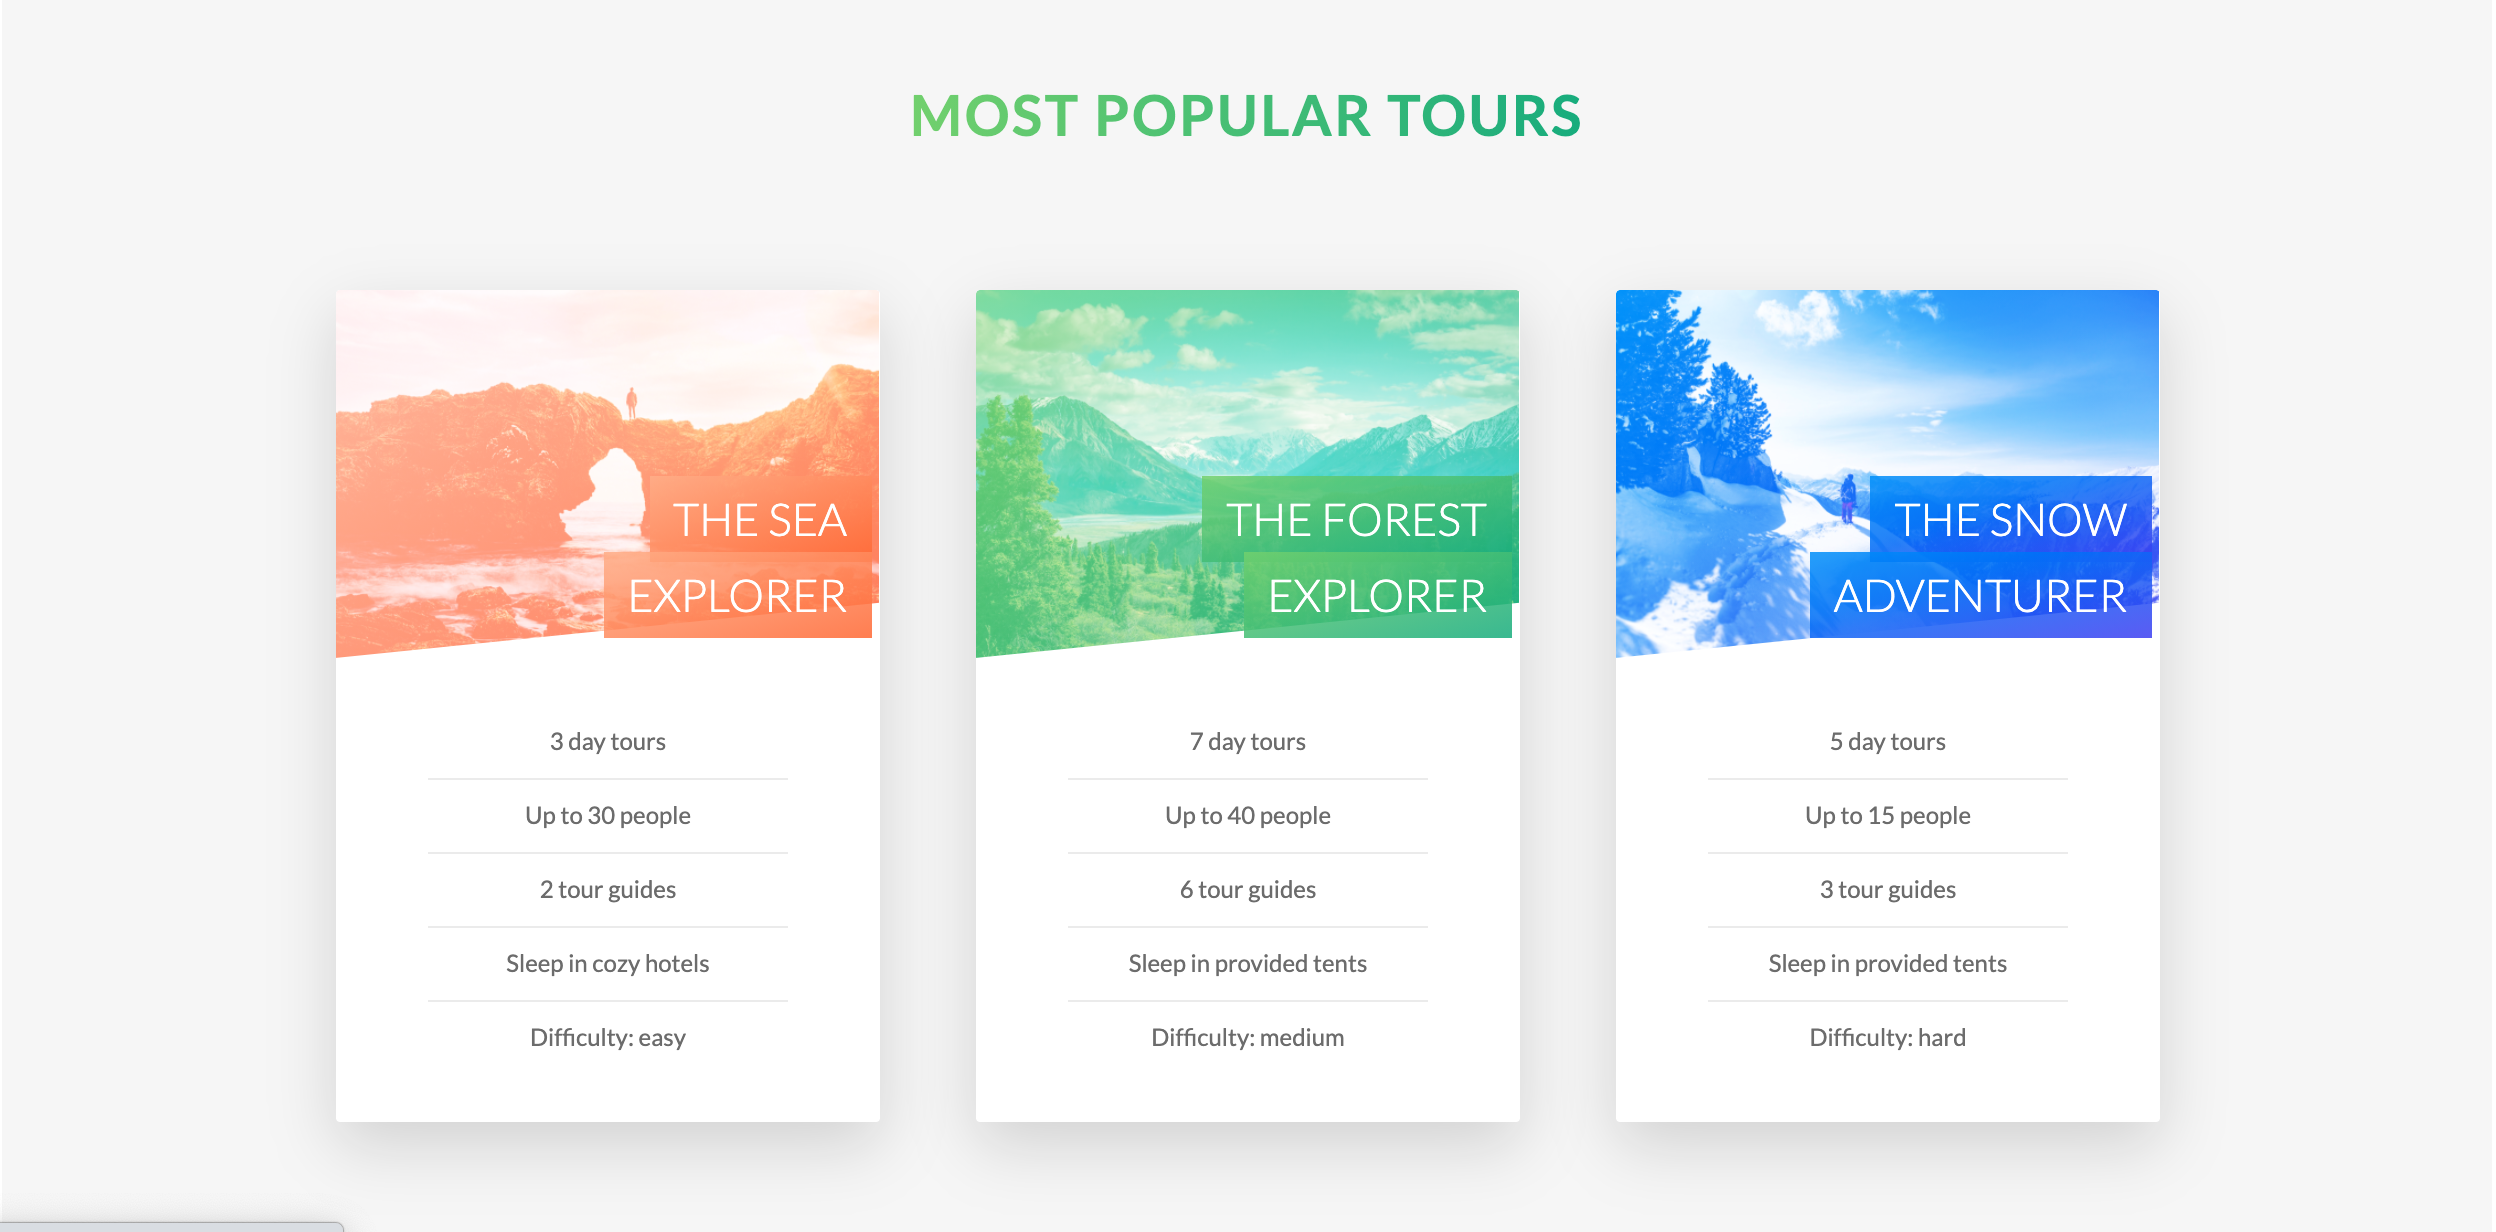 MOST POPULAR TOURS
THE SEA
EXPLORER
3 day tours
Up to 30 people
2 tour guides
Sleep in cozy hotels
Difficulty: easy
THE FOREST
EXPLORER
7 day tours
Up to 40 people
6 tour guides
Sleep in provided tents
Difficulty: medium
THE SNOW
ADVENTURER
5 day tours
Up to 15 people
3 tour guides
Sleep in provided tents
Difficulty: hard